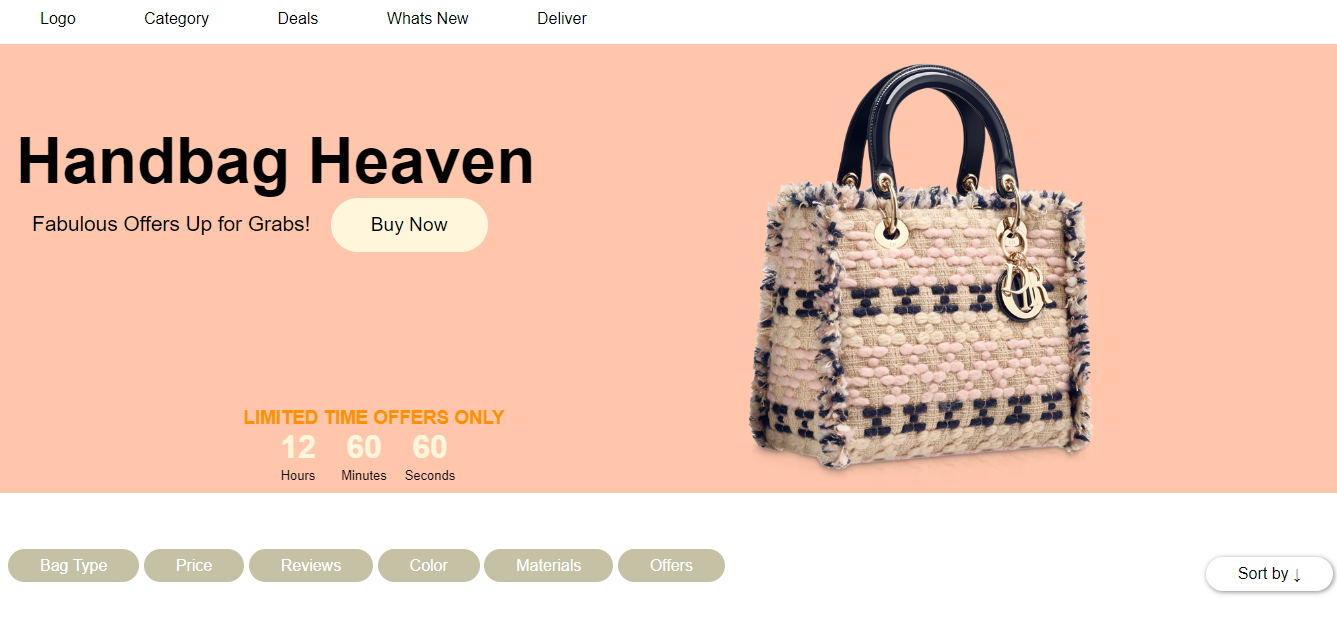 Logo Category Deals Whats New Deliver
Handbag Heaven
Fabulous Offers Up for Grabs! Buy Now
LIMITED TIME OFFERS ONLY
12 60 60
Hours Minutes Seconds
Bag Type Price Reviews Color Materials Offers
Sort by ↓